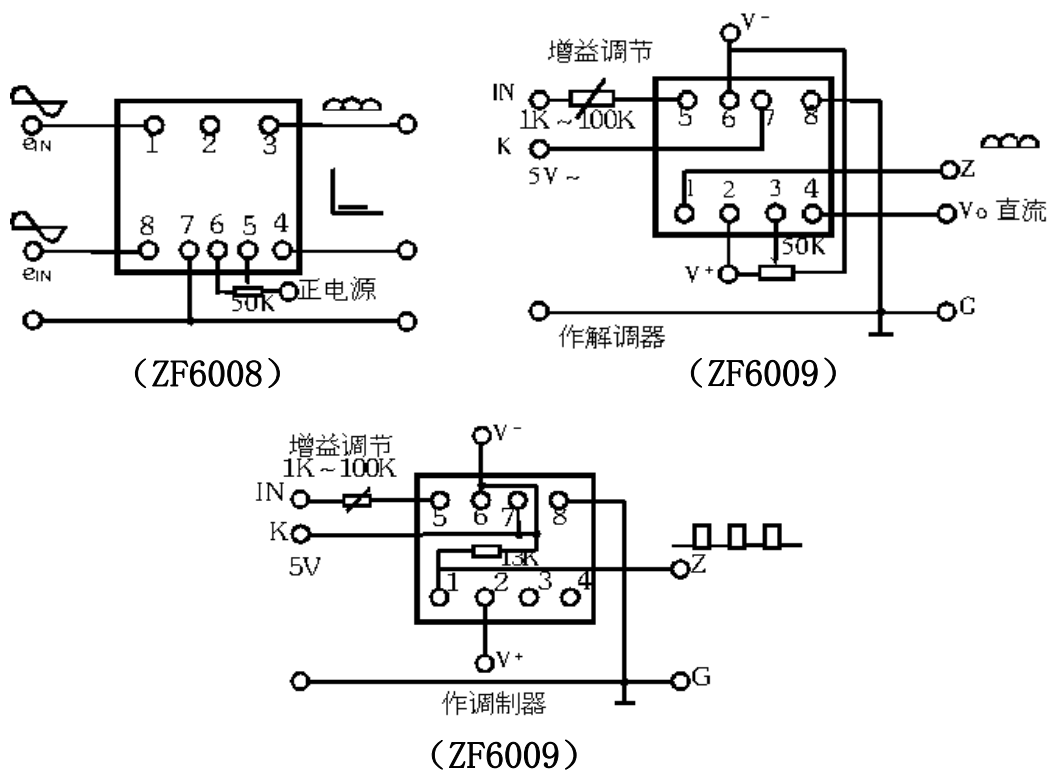 eIN
1 2 3
eIN
8 7 6 5 4
50K
正电源
(ZF6008)
V-
增益调节
IN
1K~100K
5 6 7 8
K
5V~
Z
1 2 3 4
Vo 直流
50K
V+
G
作解调器
(ZF6009)
V-
增益调节
1K~100K
IN
5 6 7 8
K
13K
5V
Z
1 2 3 4
V+
G
作调制器
(ZF6009)